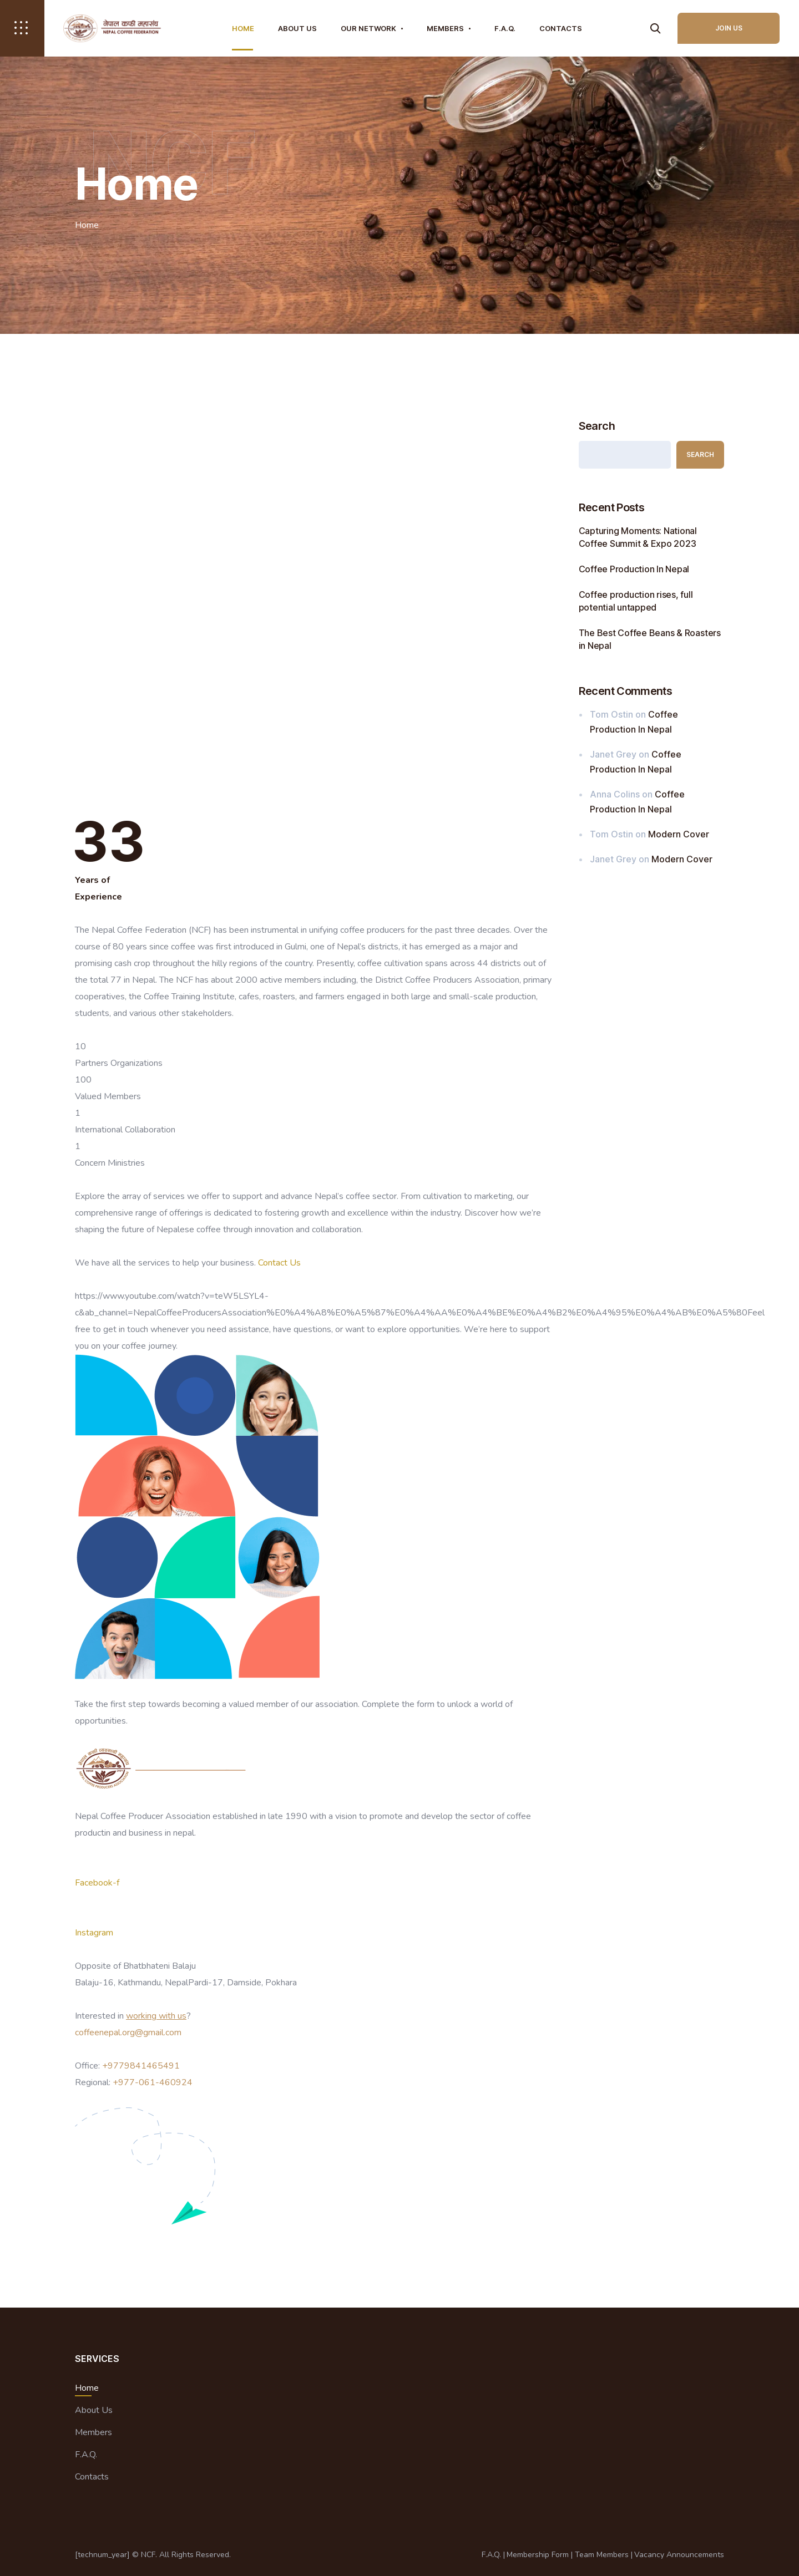 नेपाल काफी महासंघ
NEPAL COFFEE FEDERATION
HOME
ABOUT US
OUR NETWORK
MEMBERS
F.A.Q.
CONTACTS
JOIN US
Home
Home
Search
SEARCH
Recent Posts
Capturing Moments: National
Coffee Summit & Expo 2023
Coffee Production In Nepal
Coffee production rises, full
potential untapped
The Best Coffee Beans & Roasters
in Nepal
Recent Comments
Tom Ostin on Coffee
Production In Nepal
Janet Grey on Coffee
Production In Nepal
Anna Colins on Coffee
Production In Nepal
Tom Ostin on Modern Cover
Janet Grey on Modern Cover
33
Years of
Experience
The Nepal Coffee Federation (NCF) has been instrumental in unifying coffee producers for the past three decades. Over the
course of 80 years since coffee was first introduced in Gulmi, one of Nepal's districts, it has emerged as a major and
promising cash crop throughout the hilly regions of the country. Presently, coffee cultivation spans across 44 districts out of
the total 77 in Nepal. The NCF has about 2000 active members including, the District Coffee Producers Association, primary
cooperatives, the Coffee Training Institute, cafes, roasters, and farmers engaged in both large and small-scale production,
students, and various other stakeholders.
10
Partners Organizations
100
Valued Members
1
International Collaboration
1
Concern Ministries
Explore the array of services we offer to support and advance Nepal's coffee sector. From cultivation to marketing, our
comprehensive range of offerings is dedicated to fostering growth and excellence within the industry. Discover how we're
shaping the future of Nepalese coffee through innovation and collaboration.
We have all the services to help your business. Contact Us
https://www.youtube.com/watch?v=teW5LSYL4-
c&ab_channel=NepalCoffeeProducersAssociation%E0%A4%A8%E0%A5%87%E0%A4%AA%E0%A4%BE%E0%A4%B2%E0%A4%95%E0%A4%AB%E0%A5%80Feel
free to get in touch whenever you need assistance, have questions, or want to explore opportunities. We're here to support
you on your coffee journey.
Take the first step towards becoming a valued member of our association. Complete the form to unlock a world of
opportunities.
Nepal Coffee Producer Association established in late 1990 with a vision to promote and develop the sector of coffee
productin and business in nepal.
Facebook-f
Instagram
Opposite of Bhatbhateni Balaju
Balaju-16, Kathmandu, NepalPardi-17, Damside, Pokhara
Interested in working with us?
coffeenepal.org@gmail.com
Office: +9779841465491
Regional: +977-061-460924
SERVICES
Home
About Us
Members
F.A.Q.
Contacts
[technum_year] © NCF. All Rights Reserved.
F.A.Q. | Membership Form | Team Members | Vacancy Announcements